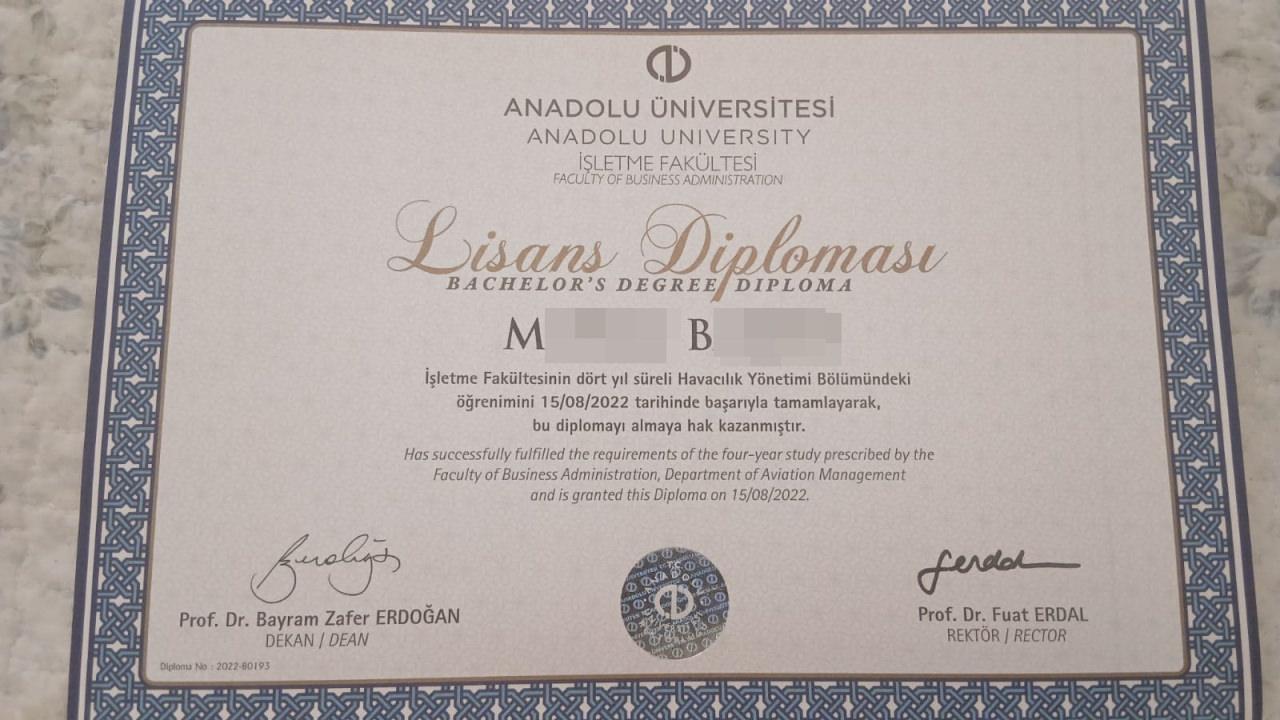 ANADOLU ÜNİVERSİTESİ
ANADOLU UNIVERSITY
İŞLETME FAKÜLTESİ
FACULTY OF BUSINESS ADMINISTRATION
Lisans Diploması
BACHELOR'S DEGREE DIPLOMA
M B
İşletme Fakültesinin dört yıl süreli Havacılık Yönetimi Bölümündeki
öğrenimini 15/08/2022 tarihinde başarıyla tamamlayarak,
bu diplomayı almaya hak kazanmıştır.
Has successfully fulfilled the requirements of the four-year study prescribed by the
Faculty of Business Administration, Department of Aviation Management
and is granted this Diploma on 15/08/2022.
Prof. Dr. Bayram Zafer ERDOĞAN
DEKAN / DEAN
Prof. Dr. Fuat ERDAL
REKTÖR / RECTOR
Diploma No : 2022-80193